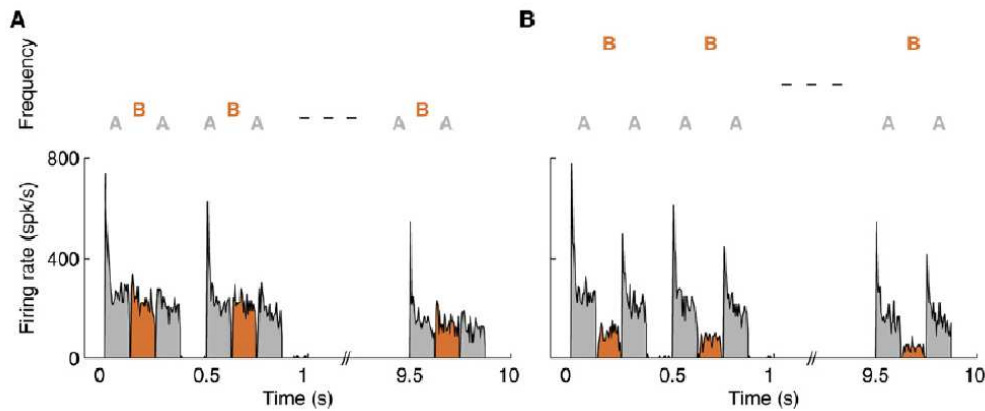 A
B
Frequency
B B B
A A A A A A
B B B
A A A A A A
Firing rate (spk/s)
800
400
0
0 0.5 1 // 9.5 10
Time (s)
0 0.5 1 // 9.5 10
Time (s)